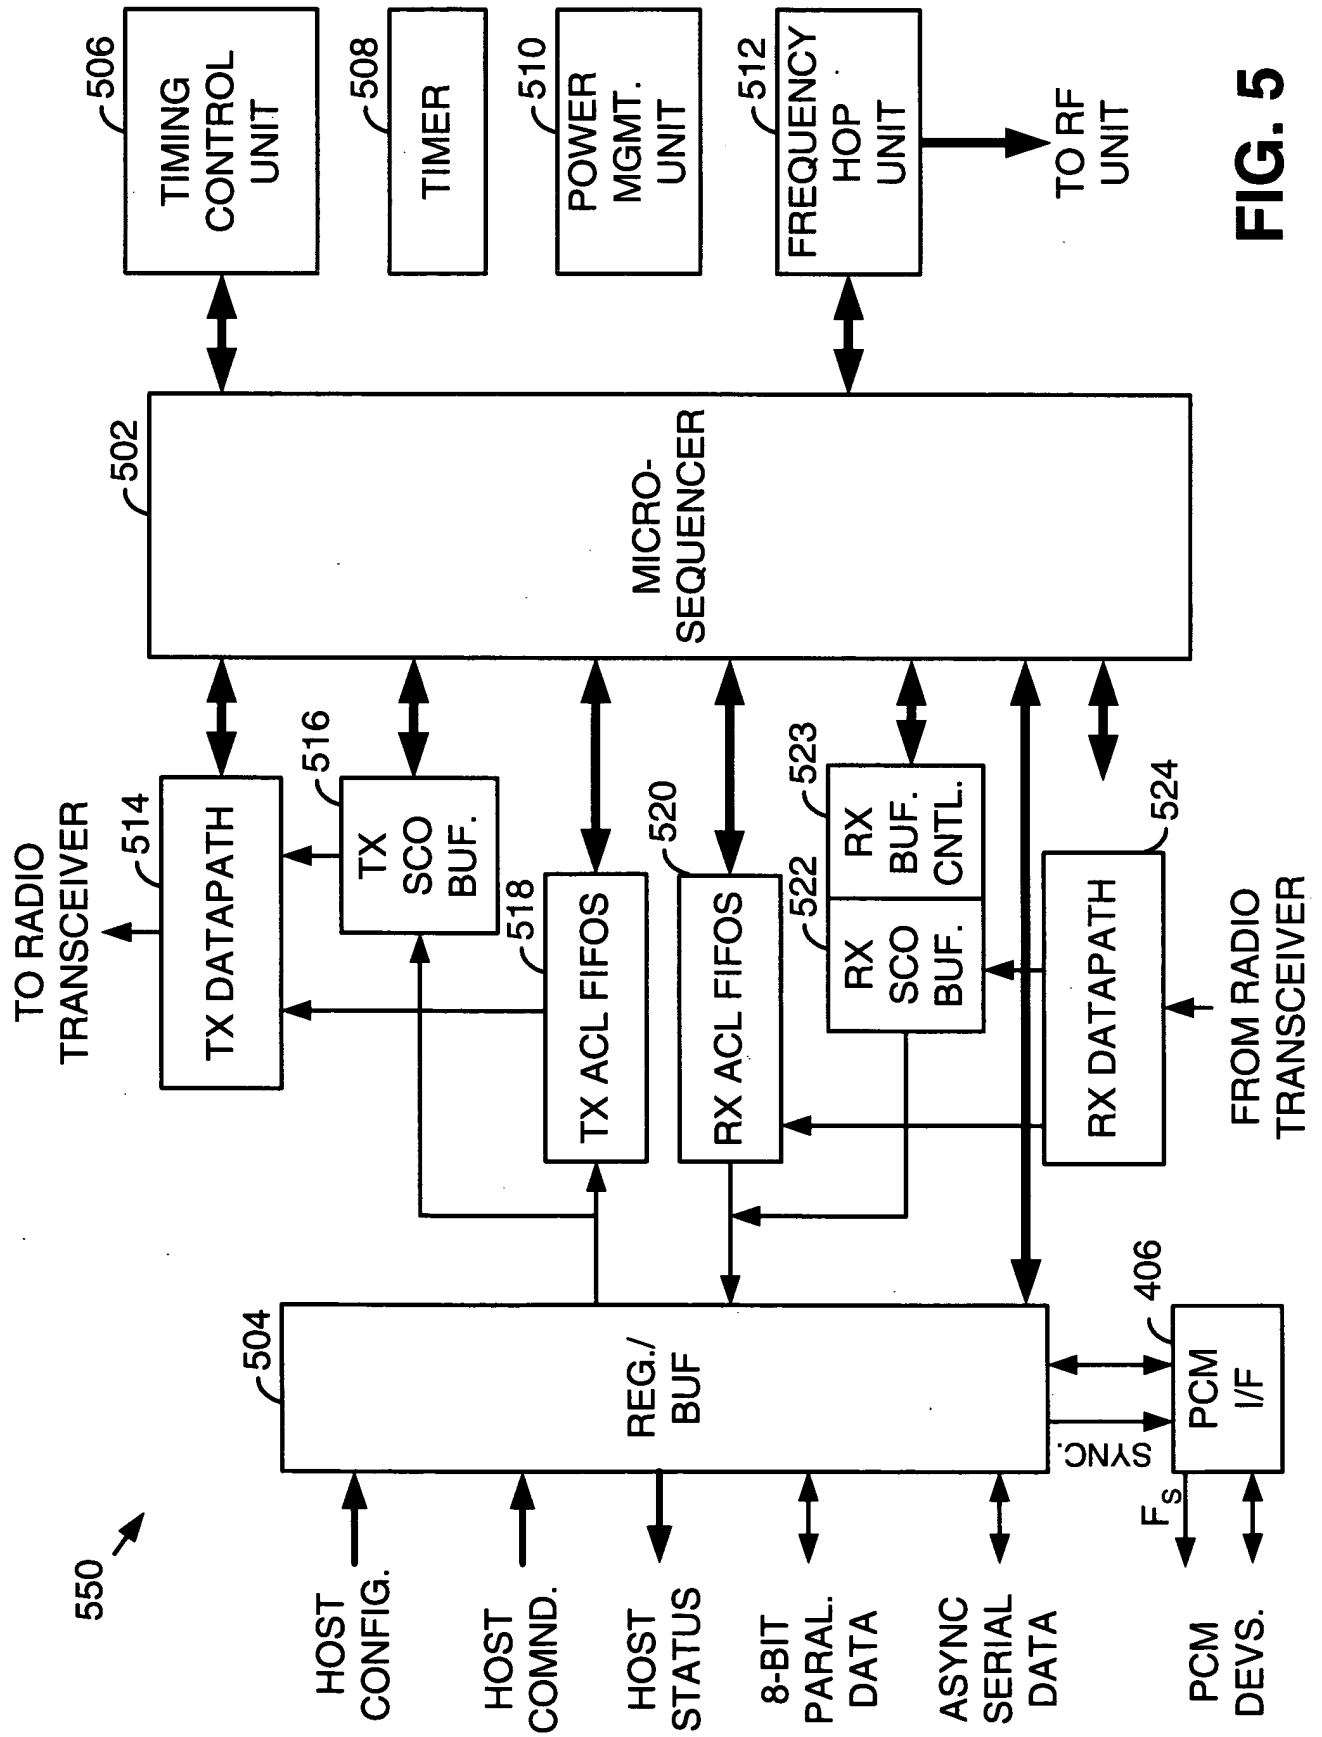 550
HOST
CONFIG.
HOST
COMND.
HOST
STATUS
8-BIT
PARAL.
DATA
ASYNC
SERIAL
DATA
PCM
DEVS.
504
REG./
BUF
SYNC.
FS
406
PCM
I/F
TO RADIO
TRANSCEIVER
514
TX DATAPATH
516
TX
SCO
BUF.
518
TX ACL FIFOS
520
RX ACL FIFOS
522
RX
SCO
BUF.
523
RX
BUF.
CNTL.
524
RX DATAPATH
FROM RADIO
TRANSCEIVER
502
MICRO-
SEQUENCER
506
TIMING
CONTROL
UNIT
508
TIMER
510
POWER
MGMT.
UNIT
512
FREQUENCY
HOP
UNIT
TO RF
UNIT
FIG. 5